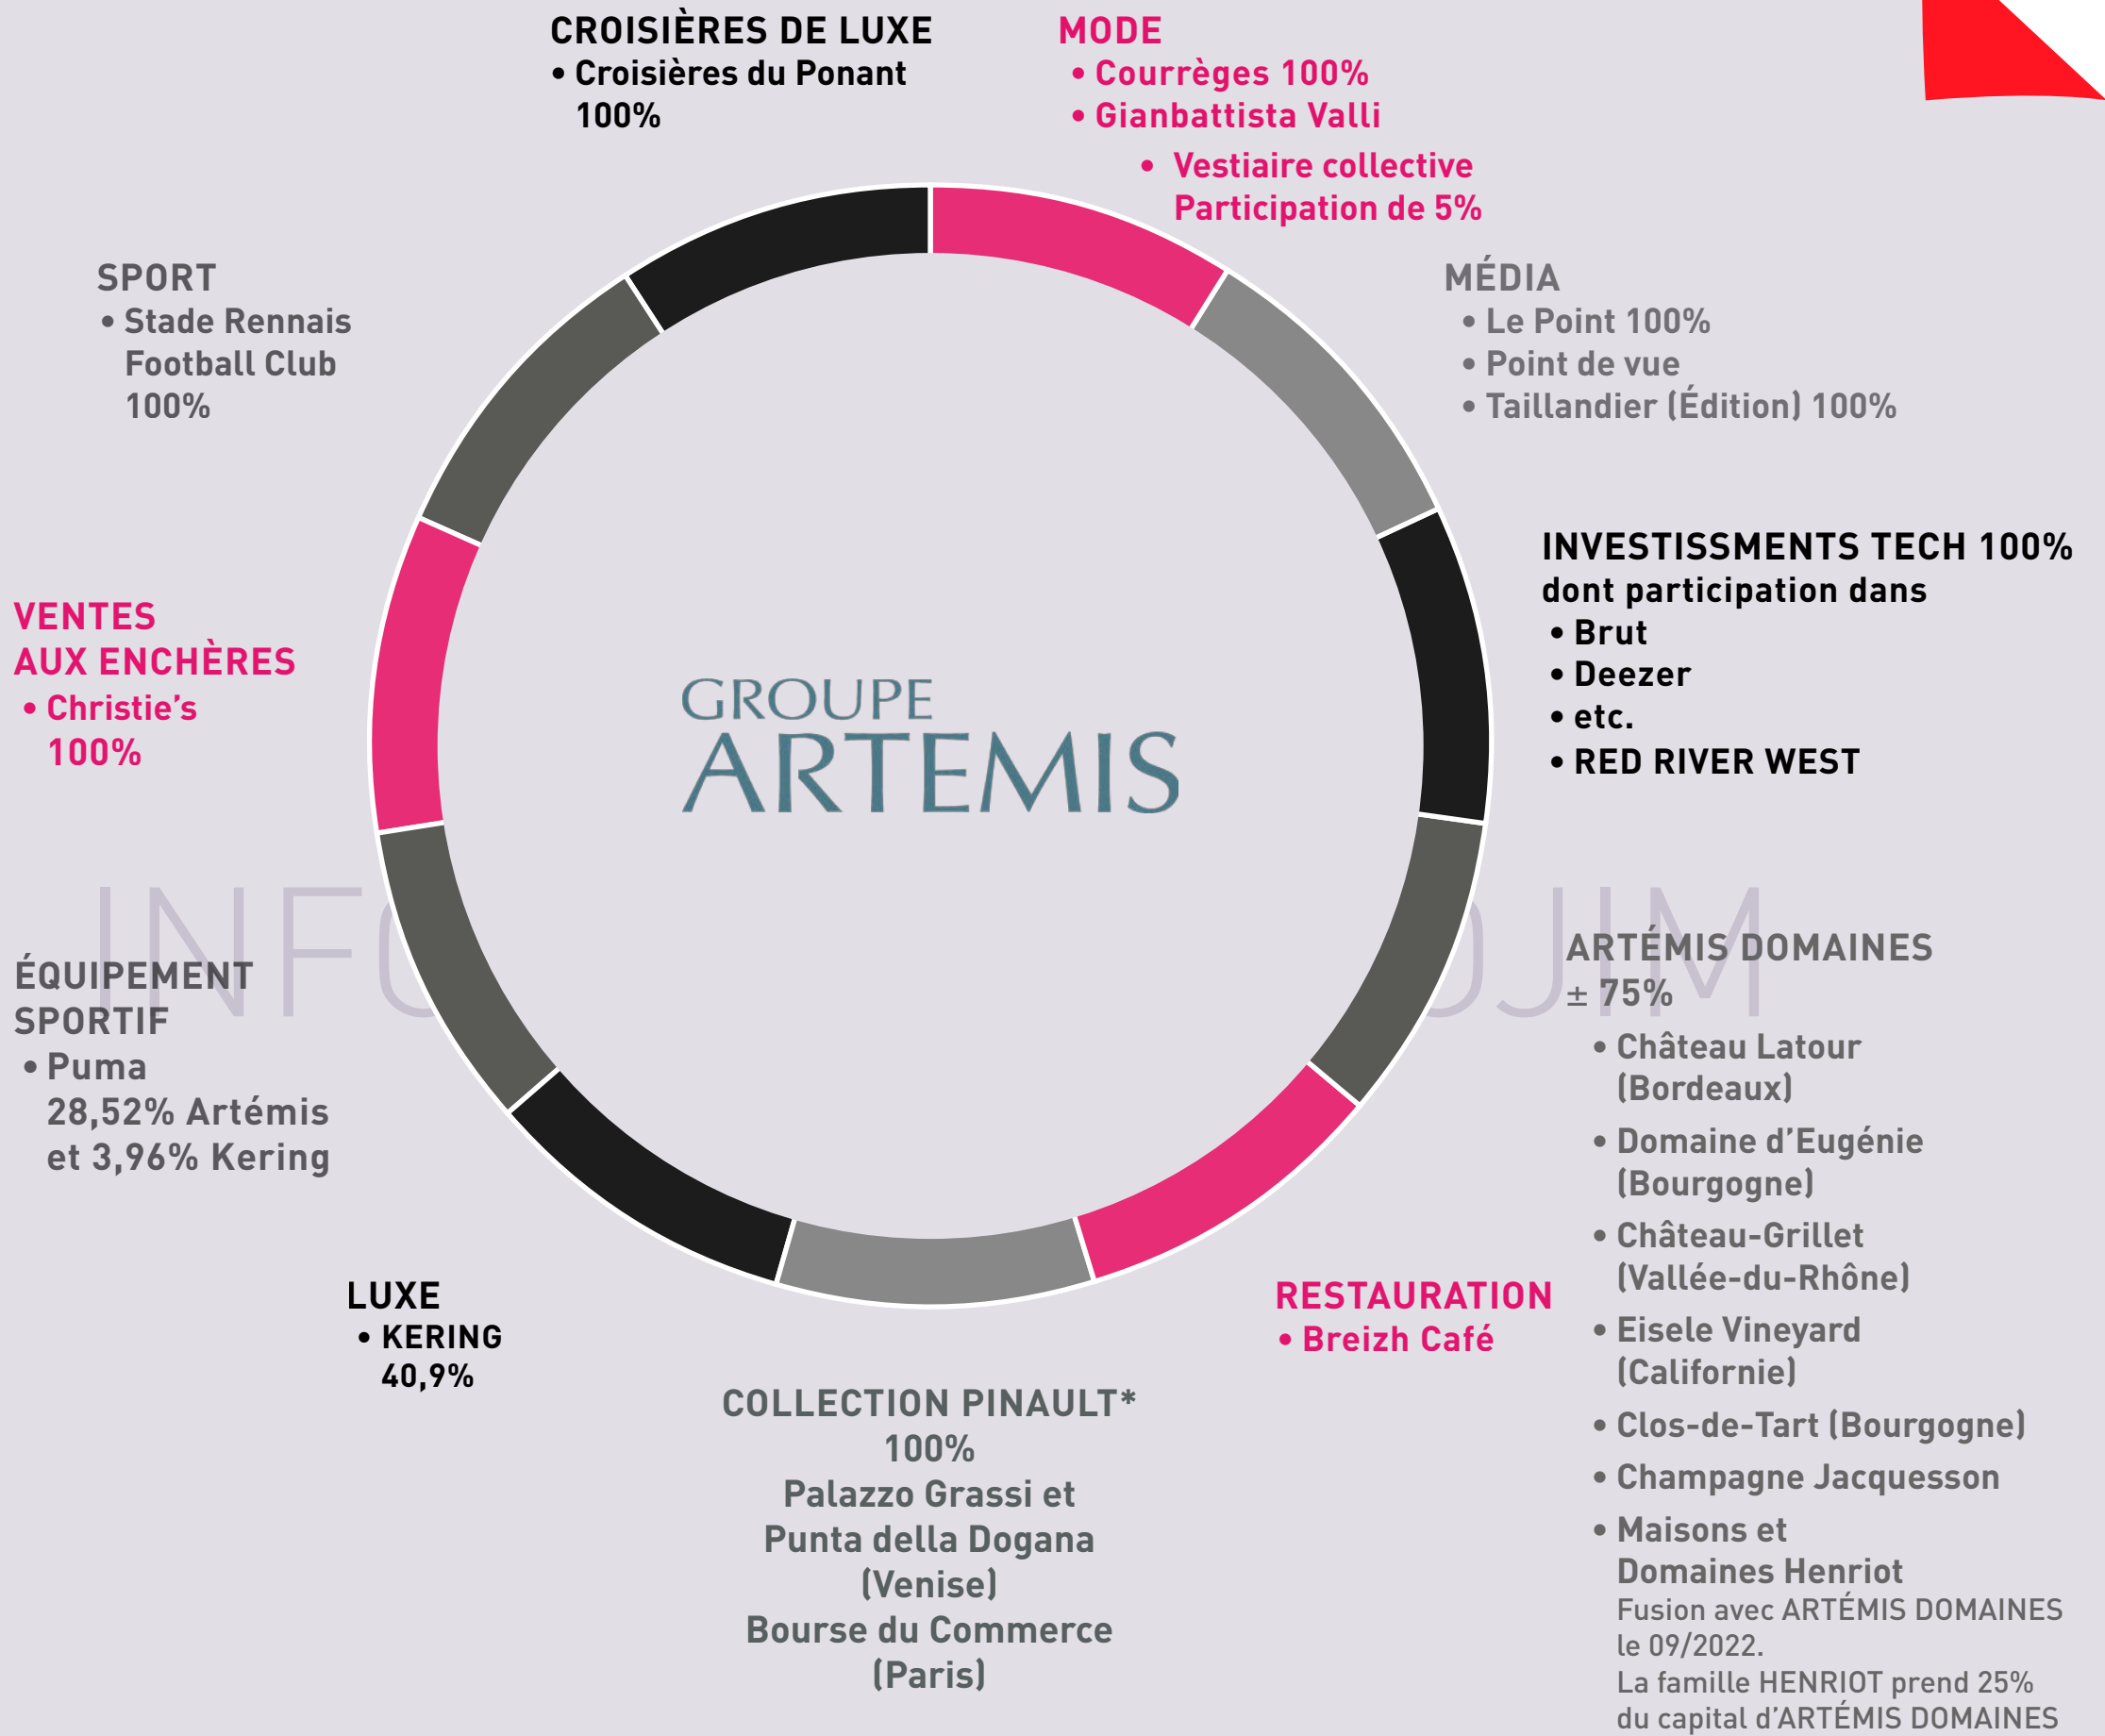 CROISIÈRES DE LUXE
• Croisières du Ponant
100%
MODE
• Courrèges 100%
• Gianbattista Valli
• Vestiaire collective
Participation de 5%
MÉDIA
• Le Point 100%
• Point de vue
• Taillandier (Édition) 100%
INVESTISSMENTS TECH 100%
dont participation dans
• Brut
• Deezer
• etc.
• RED RIVER WEST
ARTÉMIS DOMAINES
± 75%
• Château Latour
(Bordeaux)
• Domaine d’Eugénie
(Bourgogne)
• Château-Grillet
(Vallée-du-Rhône)
• Eisele Vineyard
(Californie)
• Clos-de-Tart (Bourgogne)
• Champagne Jacquesson
• Maisons et
Domaines Henriot
Fusion avec ARTÉMIS DOMAINES
le 09/2022.
La famille HENRIOT prend 25%
du capital d’ARTÉMIS DOMAINES
RESTAURATION
• Breizh Café
COLLECTION PINAULT*
100%
Palazzo Grassi et
Punta della Dogana
(Venise)
Bourse du Commerce
(Paris)
LUXE
• KERING
40,9%
ÉQUIPEMENT
SPORTIF
• Puma
28,52% Artémis
et 3,96% Kering
VENTES
AUX ENCHÈRES
• Christie’s
100%
SPORT
• Stade Rennais
Football Club
100%
GROUPE
ARTEMIS